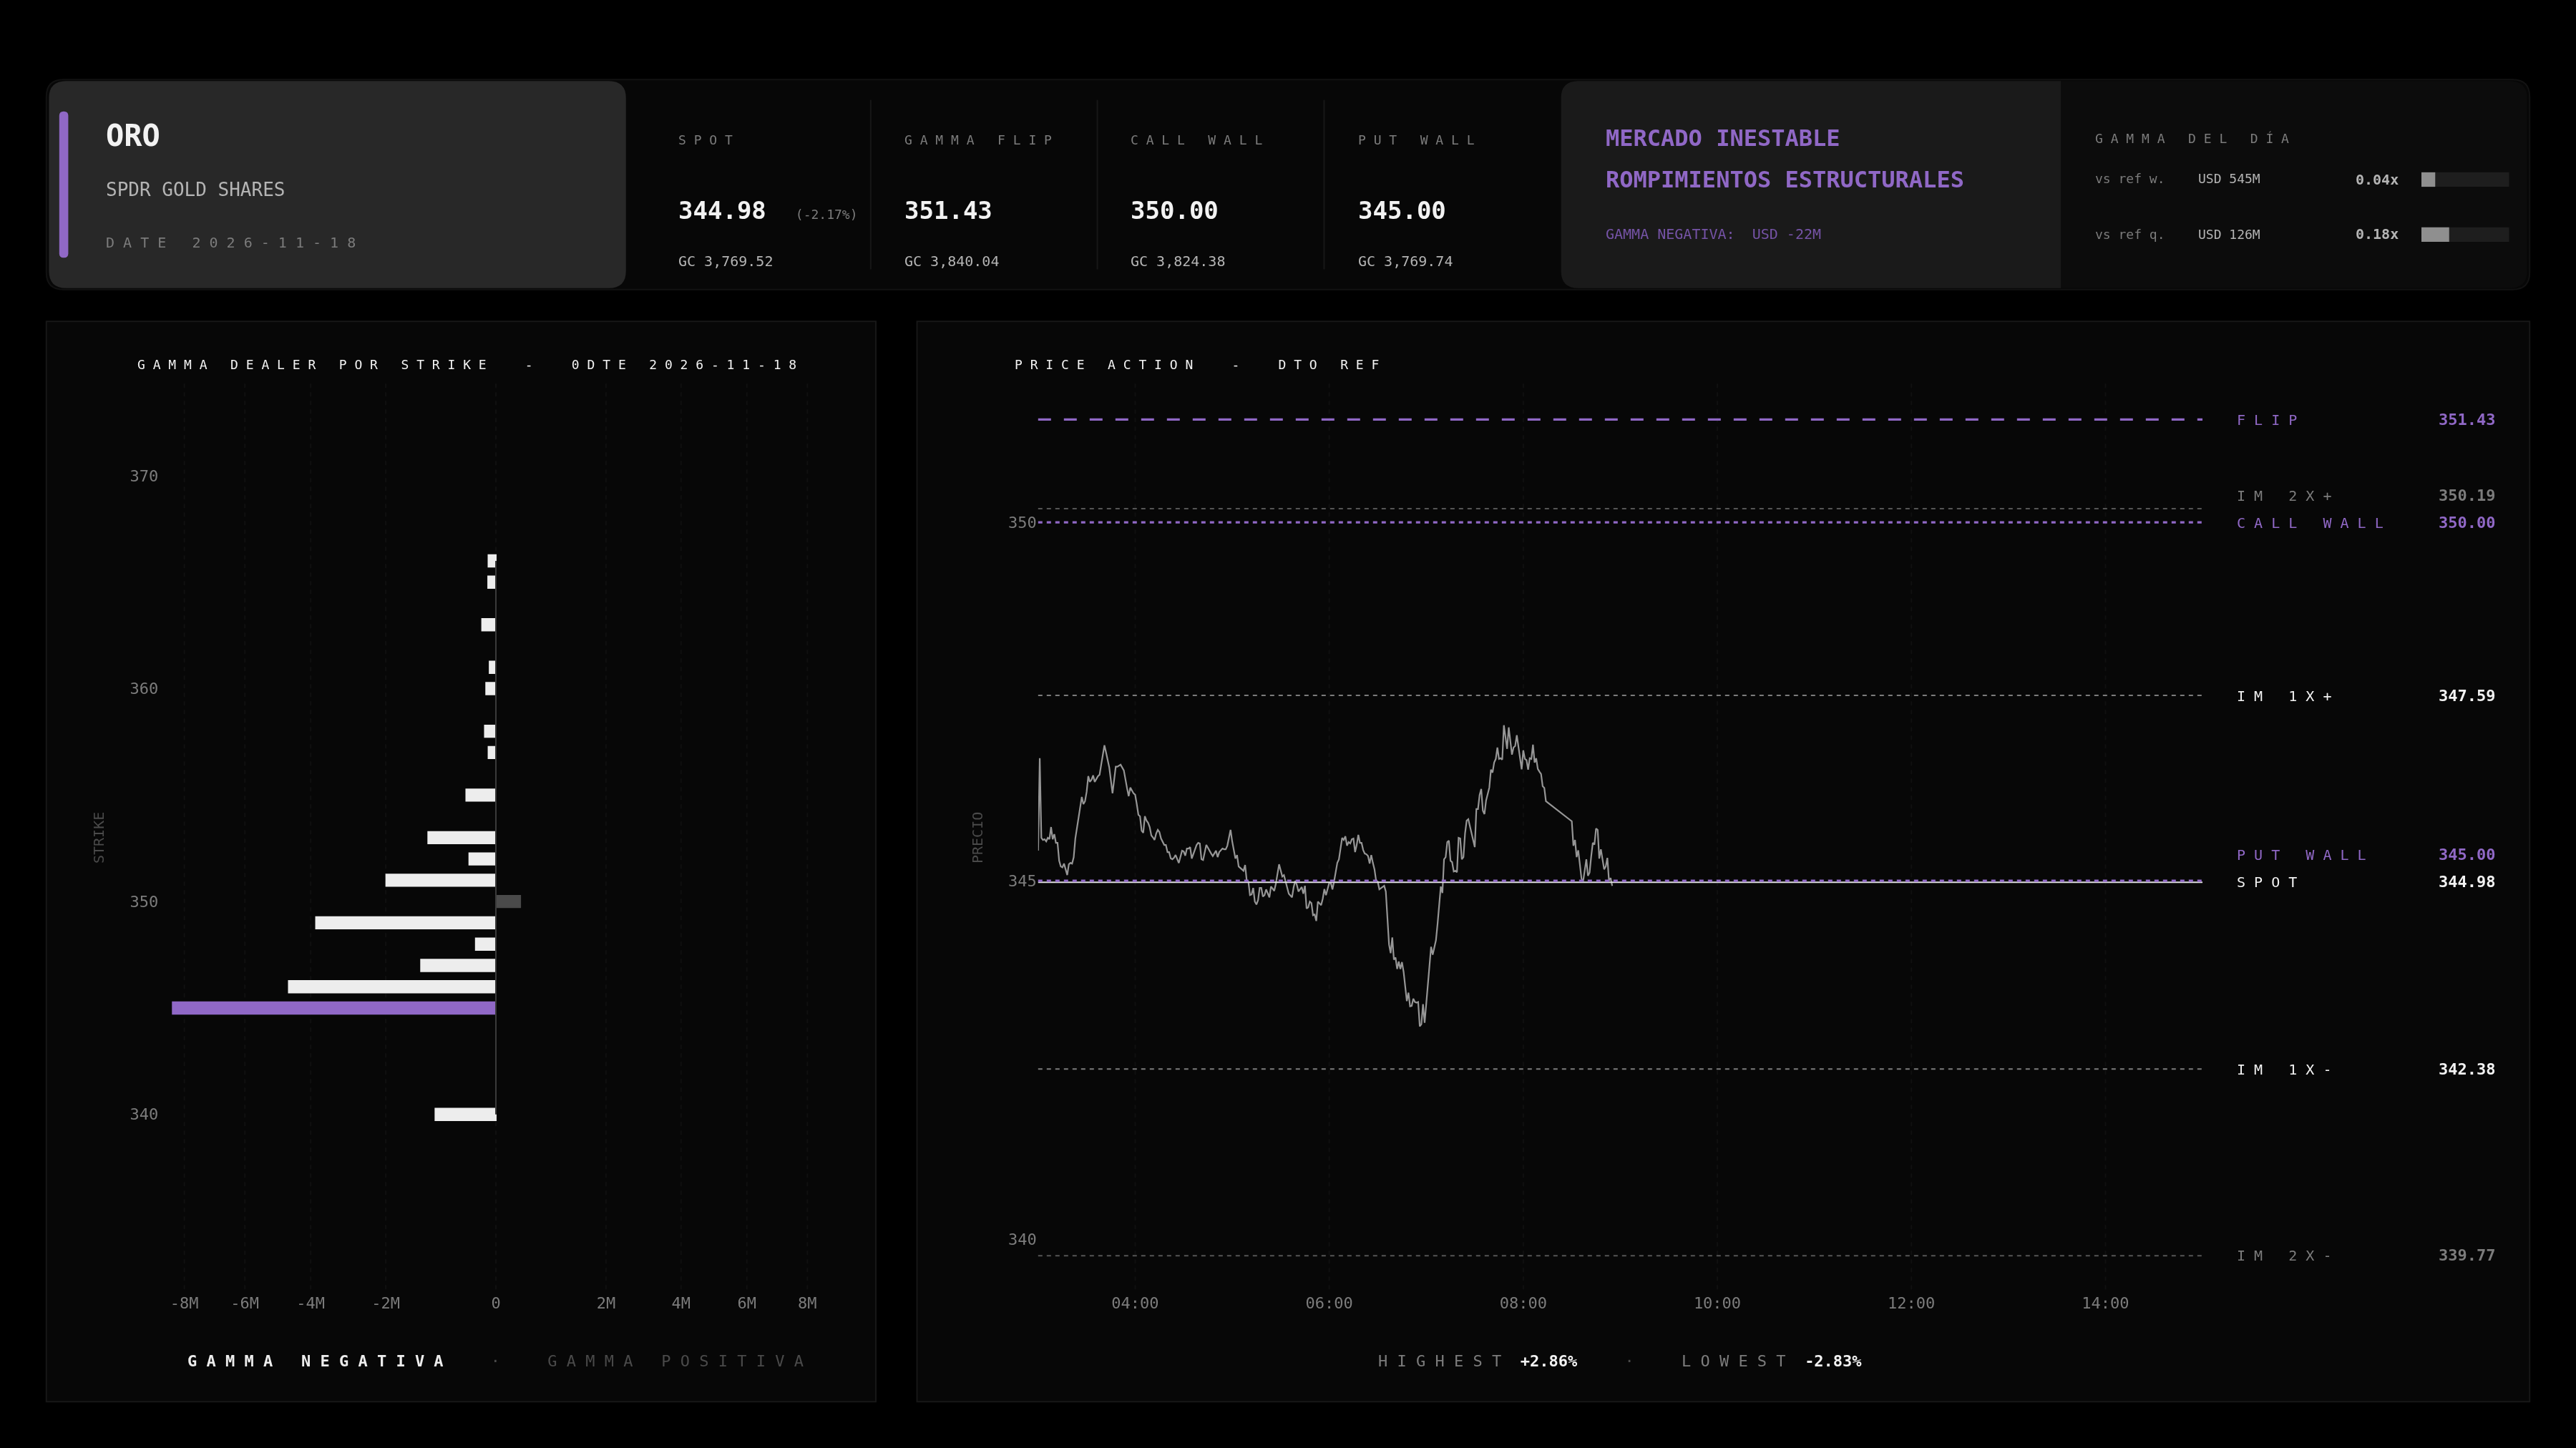 ORO
SPDR GOLD SHARES
DATE 2026-11-18
SPOT
344.98 (-2.17%)
GC 3,769.52
GAMMA FLIP
351.43
GC 3,840.04
CALL WALL
350.00
GC 3,824.38
PUT WALL
345.00
GC 3,769.74
MERCADO INESTABLE
ROMPIMIENTOS ESTRUCTURALES
GAMMA NEGATIVA: USD -22M
GAMMA DEL DÍA
vs ref w. USD 545M 0.04x
vs ref q. USD 126M 0.18x
GAMMA DEALER POR STRIKE - 0DTE 2026-11-18
370
360
350
340
STRIKE
-8M -6M -4M -2M 0 2M 4M 6M 8M
GAMMA NEGATIVA · GAMMA POSITIVA
PRICE ACTION - DTO REF
350
345
340
PRECIO
FLIP 351.43
IM 2X+ 350.19
CALL WALL 350.00
IM 1X+ 347.59
PUT WALL 345.00
SPOT 344.98
IM 1X- 342.38
IM 2X- 339.77
04:00 06:00 08:00 10:00 12:00 14:00
HIGHEST +2.86% · LOWEST -2.83%